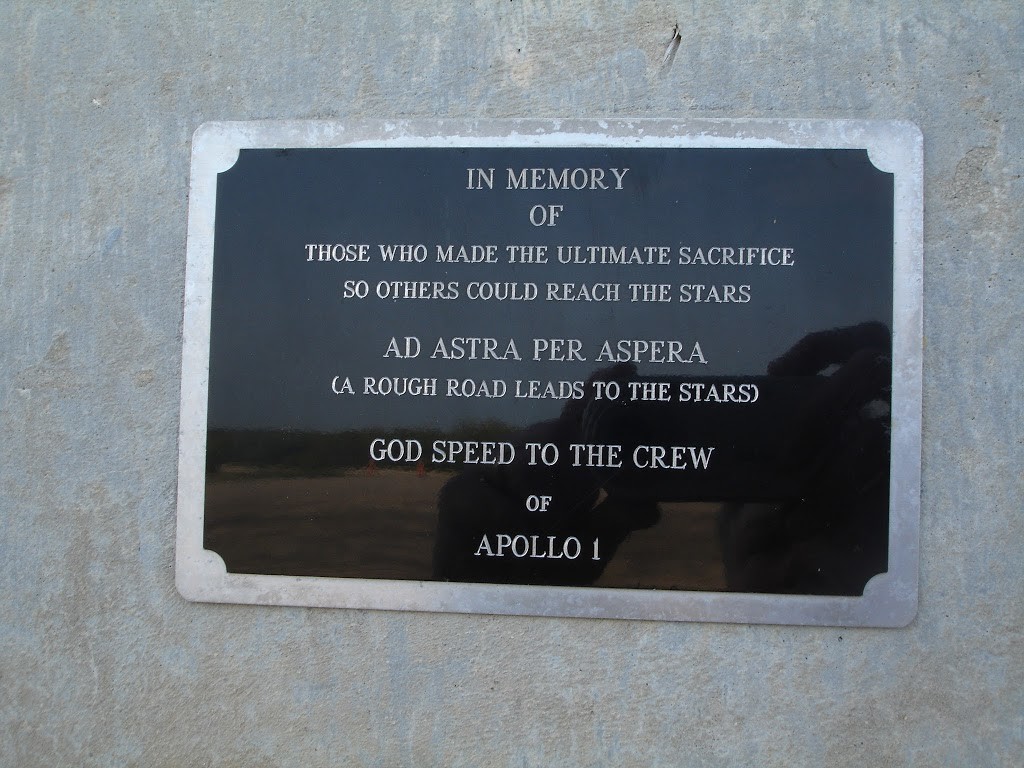 IN MEMORY
OF
THOSE WHO MADE THE ULTIMATE SACRIFICE
SO OTHERS COULD REACH THE STARS
AD ASTRA PER ASPERA
(A ROUGH ROAD LEADS TO THE STARS)
GOD SPEED TO THE CREW
OF
APOLLO 1